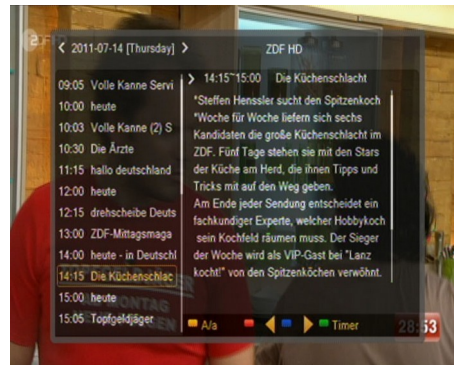 2011-07-14 [Thursday]
ZDF HD
09:05 Volle Kanne Servi
10:00 heute
10:03 Volle Kanne (2) S
10:30 Die Ärzte
11:15 hallo deutschland
12:00 heute
12:15 drehscheibe Deuts
13:00 ZDF-Mittagsmaga
14:00 heute - in Deutschl
14:15 Die Küchenschlac
15:00 heute
15:05 Topfgeldjäger
14:15~15:00 Die Küchenschlacht
*Steffen Henssler sucht den Spitzenkoch
*Woche für Woche liefern sich sechs
Kandidaten die große Küchenschlacht im
ZDF. Fünf Tage stehen sie mit den Stars
der Küche am Herd, die ihnen Tipps und
Tricks mit auf den Weg geben.
Am Ende jeder Sendung entscheidet ein
fachkundiger Experte, welcher Hobbykoch
sein Kochfeld räumen muss. Der Sieger
der Woche wird als VIP-Gast bei "Lanz
kocht!" von den Spitzenköchen verwöhnt.
A/a
Timer
28:53